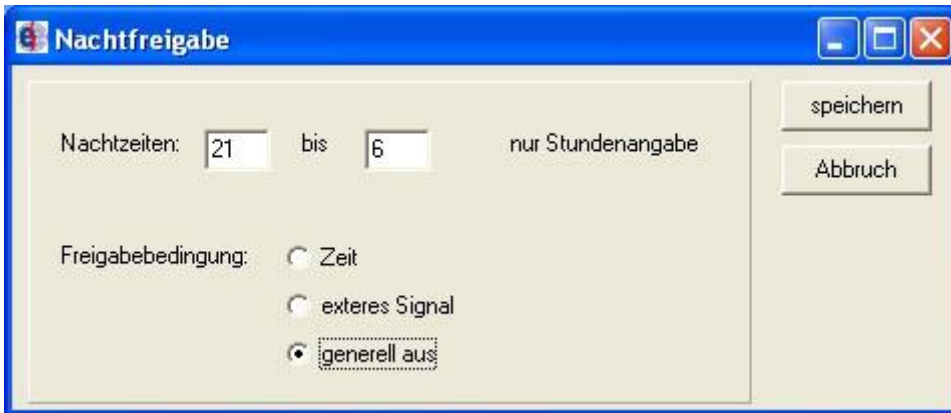 Nachtfreigabe
speichern
Nachtzeiten: 21 bis 6 nur Stundenangabe
Abbruch
Freigabebedingung: Zeit
exteres Signal
generell aus